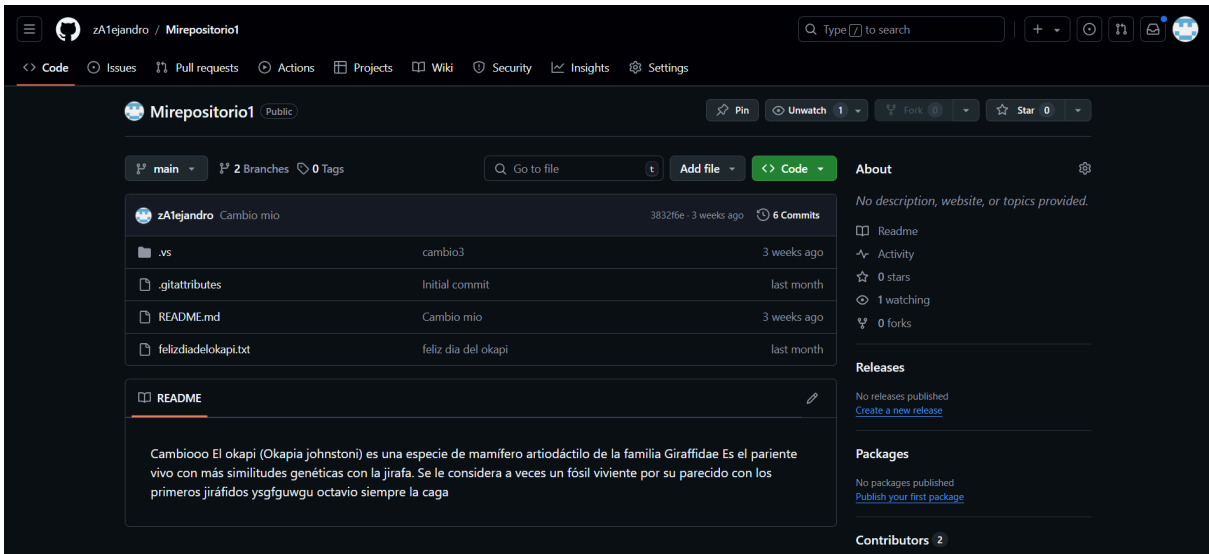 zA1ejandro / Mirepositorio1
Type / to search
Code Issues Pull requests Actions Projects Wiki Security Insights Settings
Mirepositorio1 Public
Pin Unwatch 1 Fork 0 Star 0
main 2 Branches 0 Tags
Go to file t Add file <> Code
zA1ejandro Cambio mio 3832f6e · 3 weeks ago 6 Commits
.vs cambio3 3 weeks ago
.gitattributes Initial commit last month
README.md Cambio mio 3 weeks ago
felizdiadelokapi.txt feliz dia del okapi last month
README
Cambiooo El okapi (Okapia johnstoni) es una especie de mamífero artiodáctilo de la familia Giraffidae Es el pariente
vivo con más similitudes genéticas con la jirafa. Se le considera a veces un fósil viviente por su parecido con los
primeros jiráfidos ysgfguwgu octavio siempre la caga
About
No description, website, or topics provided.
Readme
Activity
0 stars
1 watching
0 forks
Releases
No releases published
Create a new release
Packages
No packages published
Publish your first package
Contributors 2